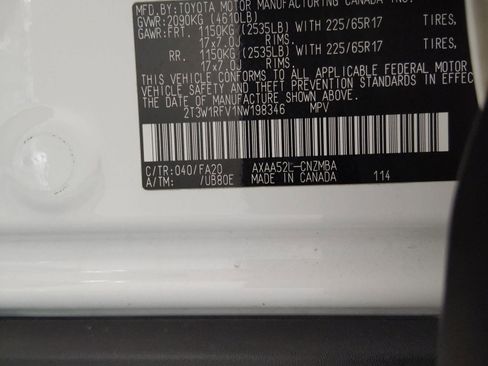 MFD.BY:TOYOTA MOTOR MANUFACTURING CANADA INC.
GVWR:2090KG (4610LB)
GAWR:FRT. 1150KG (2535LB) WITH 225/65R17 TIRES,
17x7.0J RIMS.
RR. 1150KG (2535LB) WITH 225/65R17 TIRES,
17x7.0J RIMS.
THIS VEHICLE CONFORMS TO ALL APPLICABLE FEDERAL MOTOR
VEHICLE SAFETY AND STANDARDS IN EFFECT
THE DATE OF MANUFACTURE SHOWN ABOVE.
2T3W1RFV1NW198346 MPV
C/TR:040/FA20 AXAA52L-CNZMBA
A/TM: /UB80E MADE IN CANADA 114